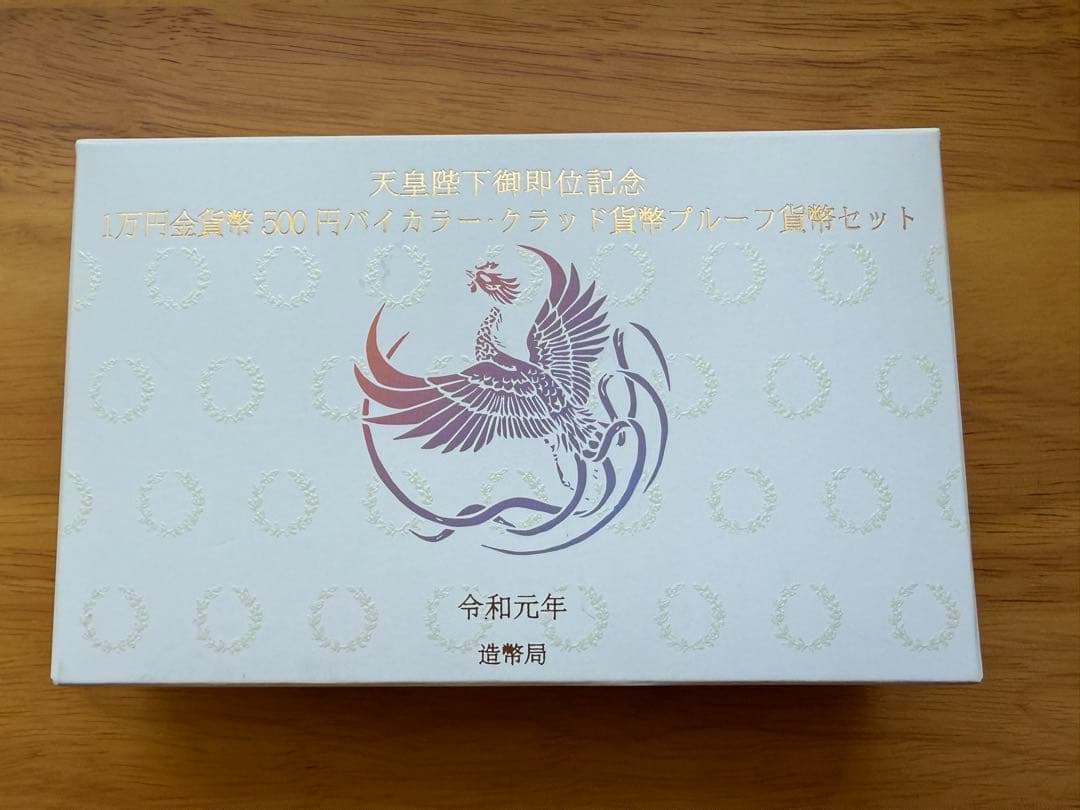 天皇陛下御即位記念
1万円金貨幣 500円バイカラー・クラッド貨幣プルーフ貨幣セット
令和元年
造幣局